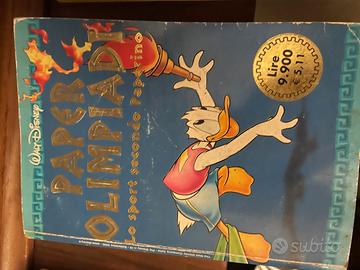 WALT DISNEY
PAPER
OLIMPIADI
Lo sport secondo Paperino
Lire
9.900
€ 5,11
subito